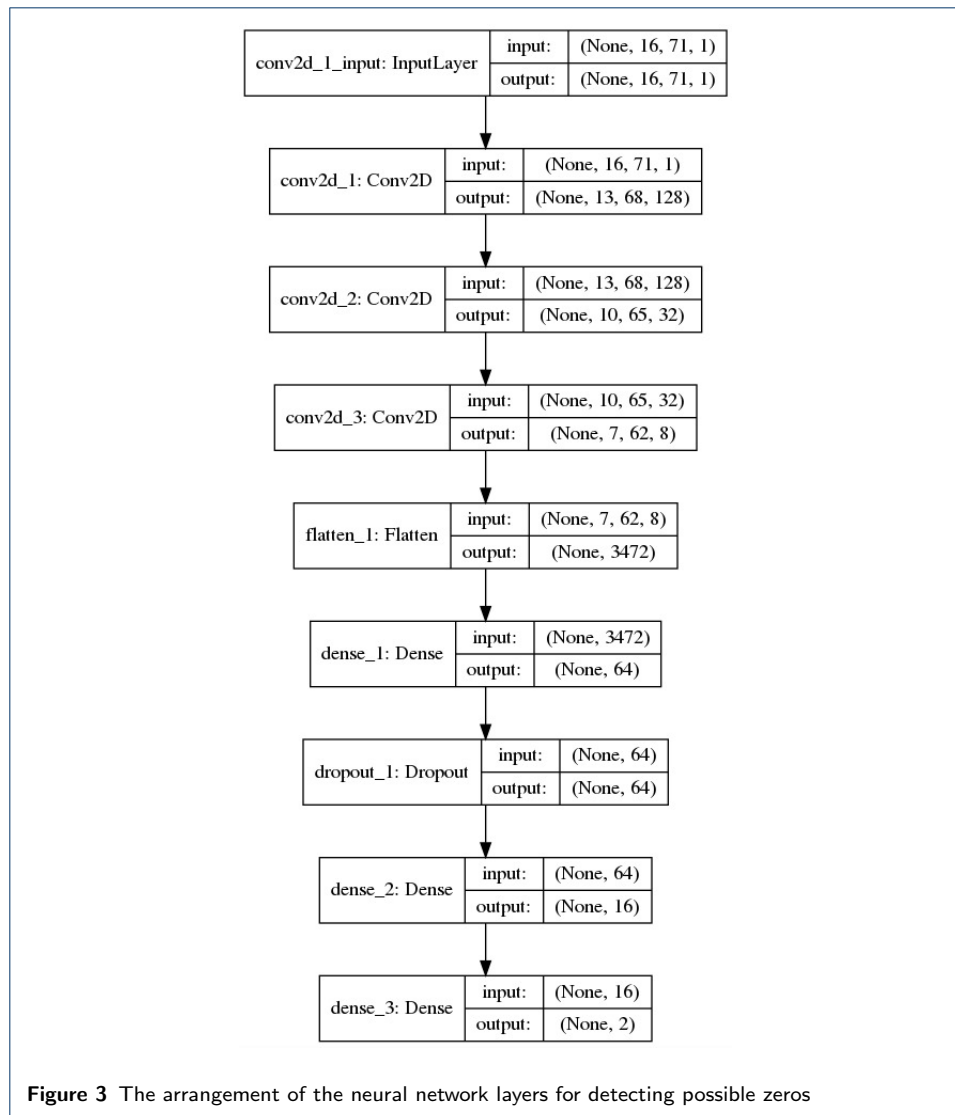 conv2d_1_input: InputLayer
input: (None, 16, 71, 1)
output: (None, 16, 71, 1)
conv2d_1: Conv2D
input: (None, 16, 71, 1)
output: (None, 13, 68, 128)
conv2d_2: Conv2D
input: (None, 13, 68, 128)
output: (None, 10, 65, 32)
conv2d_3: Conv2D
input: (None, 10, 65, 32)
output: (None, 7, 62, 8)
flatten_1: Flatten
input: (None, 7, 62, 8)
output: (None, 3472)
dense_1: Dense
input: (None, 3472)
output: (None, 64)
dropout_1: Dropout
input: (None, 64)
output: (None, 64)
dense_2: Dense
input: (None, 64)
output: (None, 16)
dense_3: Dense
input: (None, 16)
output: (None, 2)
Figure 3 The arrangement of the neural network layers for detecting possible zeros